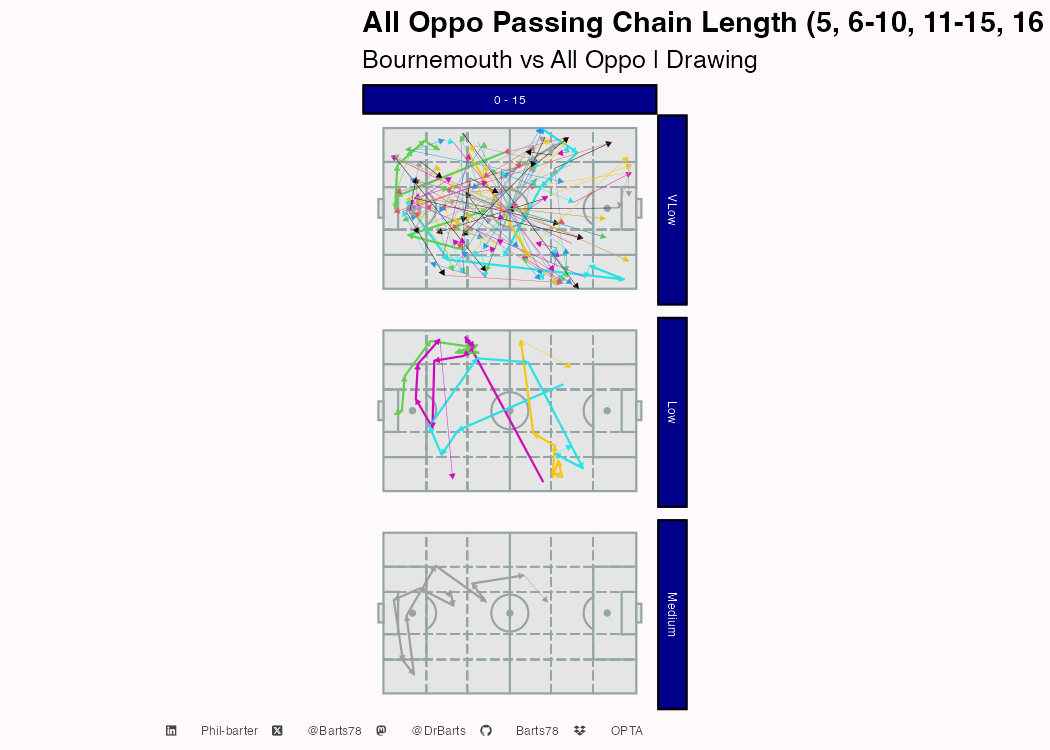 All Oppo Passing Chain Length (5, 6-10, 11-15, 16
Bournemouth vs All Oppo | Drawing
0 - 15
V.Low
Low
Medium
Phil-barter @Barts78 @DrBarts Barts78 OPTA